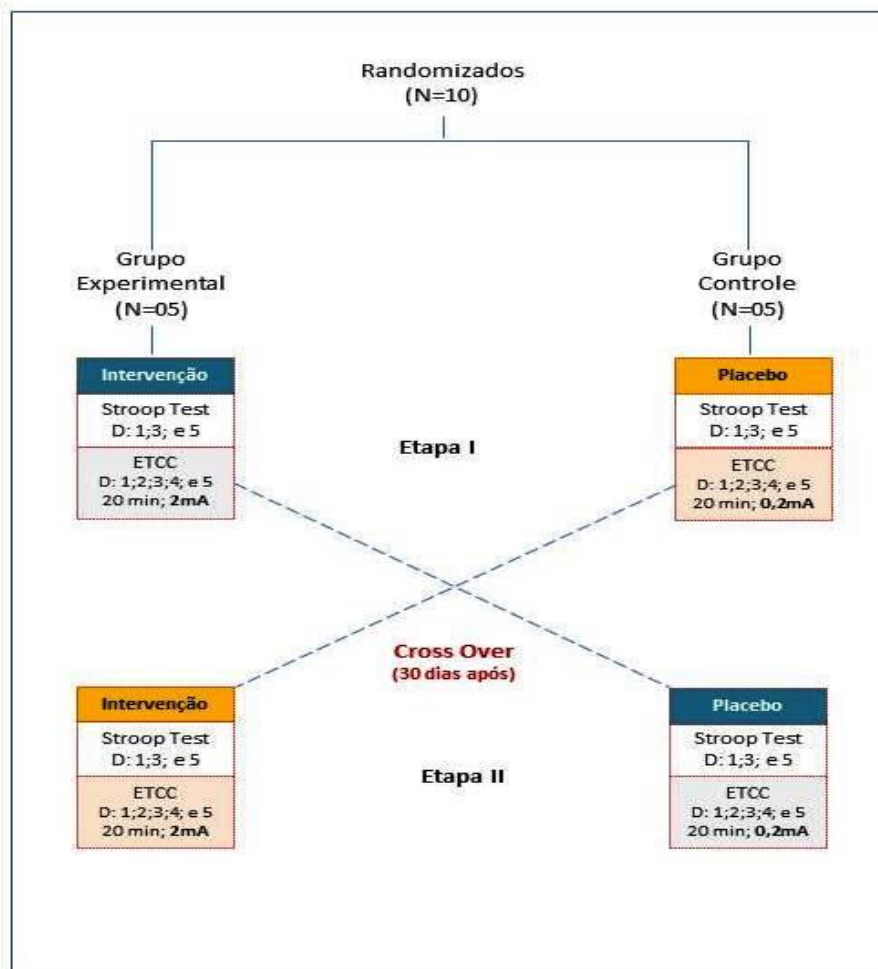 Randomizados
(N=10)
Grupo
Experimental
(N=05)
Grupo
Controle
(N=05)
Intervenção
Stroop Test
D: 1;3; e 5
ETCC
D: 1;2;3;4; e 5
20 min; 2mA
Placebo
Stroop Test
D: 1;3; e 5
ETCC
D: 1;2;3;4; e 5
20 min; 0,2mA
Etapa I
Cross Over
(30 dias após)
Intervenção
Stroop Test
D: 1;3; e 5
ETCC
D: 1;2;3;4; e 5
20 min; 2mA
Etapa II
Placebo
Stroop Test
D: 1;3; e 5
ETCC
D: 1;2;3;4; e 5
20 min; 0,2mA